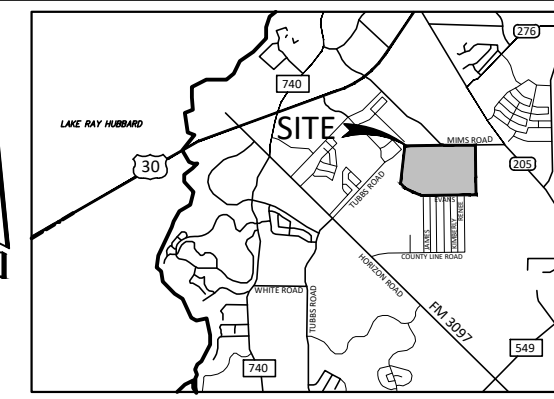 276
740
LAKE RAY HUBBARD
SITE
MIMS ROAD
30
205
TUBBS ROAD
EVANS
JAMES
KIMBERLY
RENEE
COUNTY LINE ROAD
HORIZON ROAD
WHITE ROAD
TUBBS ROAD
FM 3097
549
740